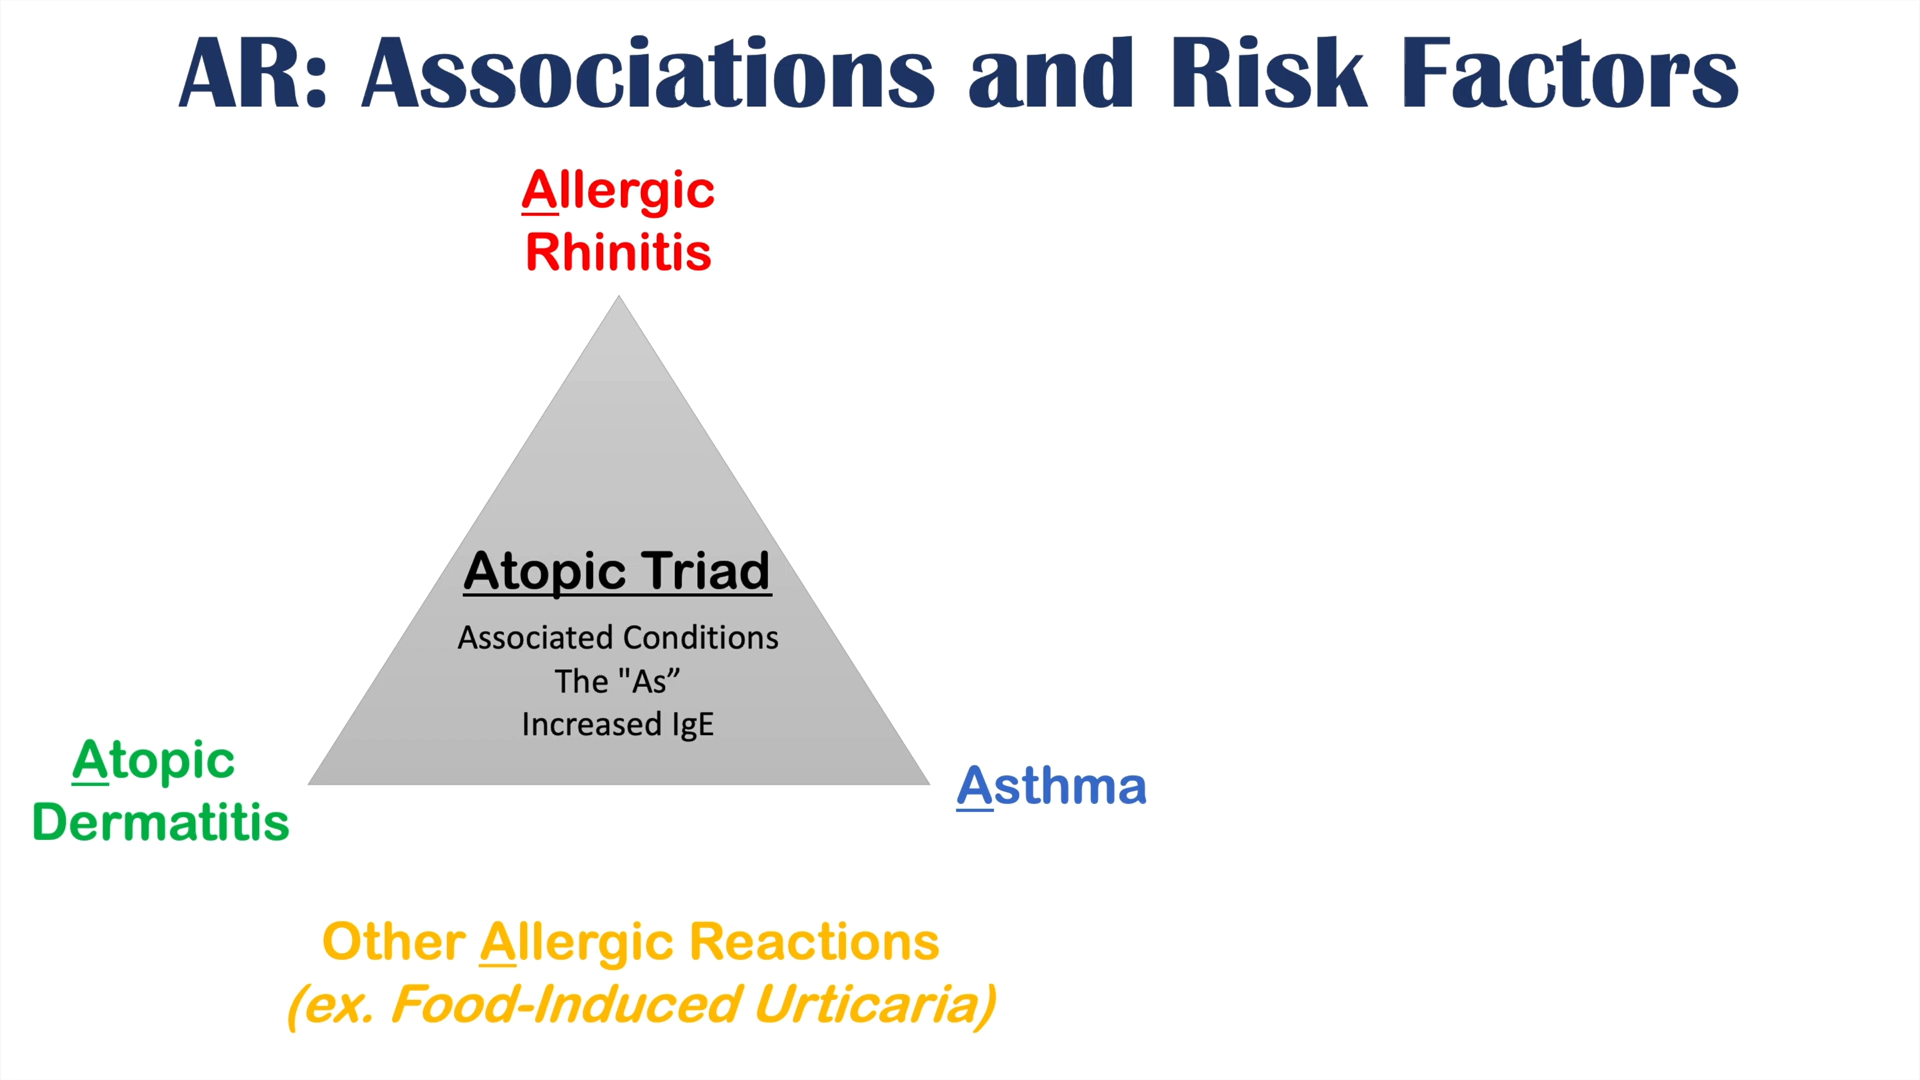 AR: Associations and Risk Factors
Allergic
Rhinitis
Atopic Triad
Associated Conditions
The "As”
Increased IgE
Atopic
Dermatitis
Asthma
Other Allergic Reactions
(ex. Food-Induced Urticaria)